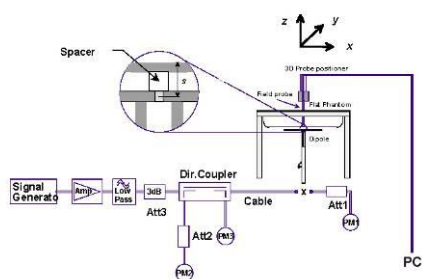 z
y
x
Spacer
s
3D Probe positioner
Field probe
Flat Phantom
Dipole
Dir.Coupler
Signal
Generato
Amp
Low
Pass
3dB
Att3
Cable
x
Att1
PM1
Att2
PM3
PM2
PC